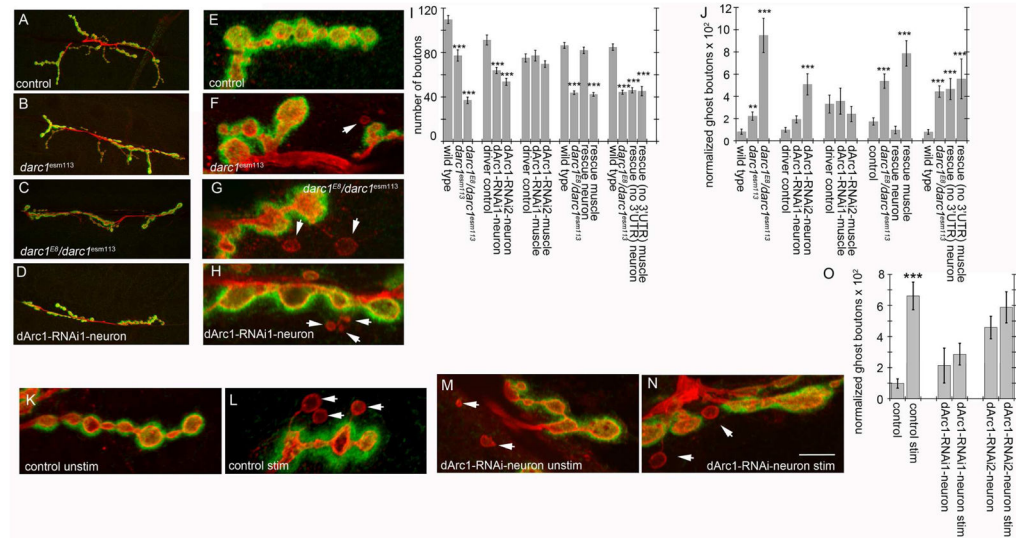 A
control
B
darc1esm113
C
darc1E8/darc1esm113
D
dArc1-RNAi1-neuron
E
control
F
darc1esm113
G
darc1E8/darc1esm113
H
dArc1-RNAi1-neuron
I
number of boutons
120
80
40
0
wild type
darc1esm113
darc1E8/darc1esm113
driver control
dArc1-RNAi1-neuron
dArc1-RNAi2-neuron
driver control
dArc1-RNAi1-muscle
dArc1-RNAi2-muscle
wild type
darc1E8/darc1esm113
rescue neuron
rescue muscle
wild type
darc1E8/darc1esm113
rescue (no 3'UTR) neuron
rescue (no 3'UTR) muscle
***
***
***
***
***
***
***
***
***
J
normalized ghost boutons x 10²
10
8
6
4
2
0
wild type
darc1esm113
darc1E8/darc1esm113
driver control
dArc1-RNAi1-neuron
dArc1-RNAi2-neuron
driver control
dArc1-RNAi1-muscle
dArc1-RNAi2-muscle
control
darc1E8/darc1esm113
rescue neuron
rescue muscle
wild type
darc1E8/darc1esm113
rescue (no 3'UTR) neuron
rescue (no 3'UTR) muscle
**
***
***
***
***
***
***
***
K
control unstim
L
control stim
M
dArc1-RNAi-neuron unstim
N
dArc1-RNAi-neuron stim
O
normalized ghost boutons x 10²
8
6
4
2
0
***
control
control stim
dArc1-RNAi1-neuron
dArc1-RNAi1-neuron stim
dArc1-RNAi2-neuron
dArc1-RNAi2-neuron stim